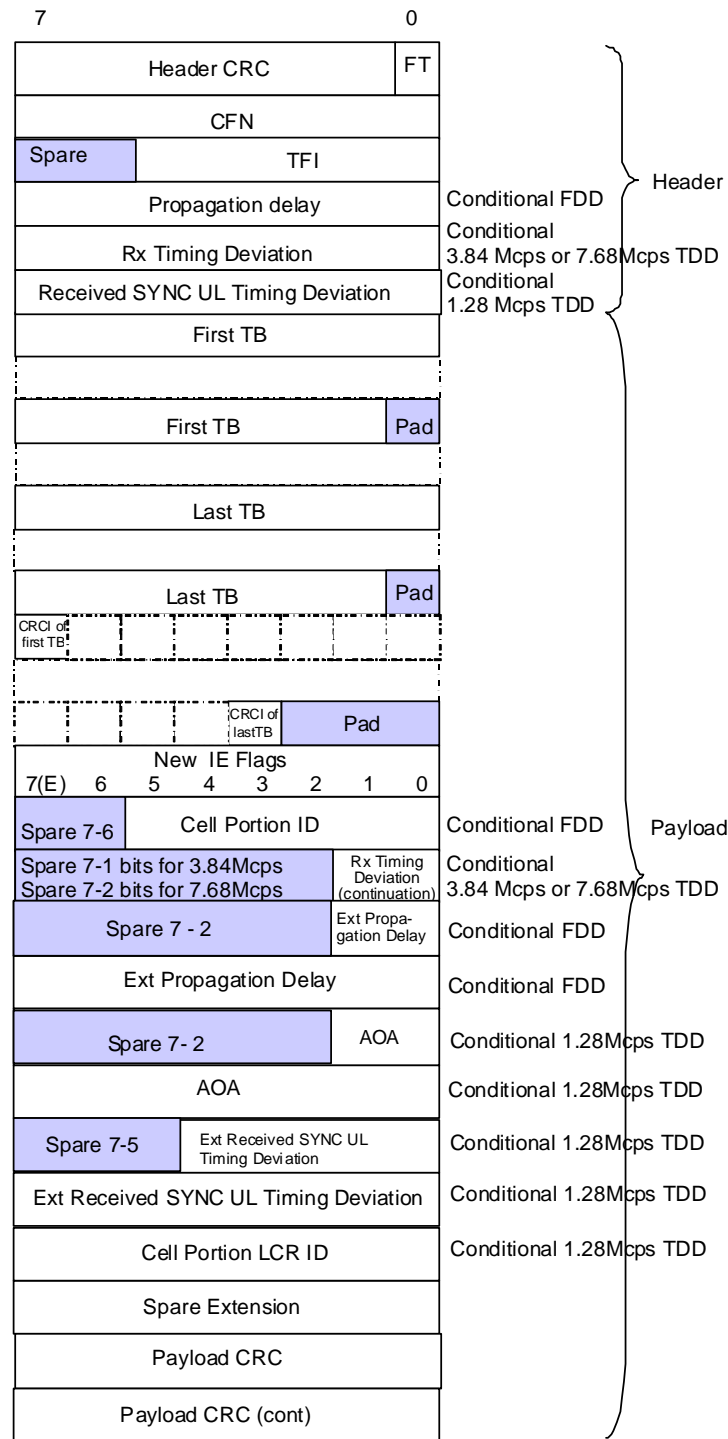 7 0
Header CRC FT
CFN
Spare TFI
Propagation delay Conditional FDD
Header
Rx Timing Deviation Conditional
3.84 Mcps or 7.68Mcps TDD
Received SYNC UL Timing Deviation Conditional
1.28 Mcps TDD
First TB
First TB Pad
Last TB
Last TB Pad
CRCI of
first TB
CRCI of
lastTB
Pad
New IE Flags
7(E) 6 5 4 3 2 1 0
Spare 7-6 Cell Portion ID Conditional FDD
Payload
Spare 7-1 bits for 3.84Mcps
Spare 7-2 bits for 7.68Mcps
Rx Timing
Deviation
(continuation)
Conditional
3.84 Mcps or 7.68Mcps TDD
Spare 7 - 2
Ext Propa-
gation Delay
Conditional FDD
Ext Propagation Delay Conditional FDD
Spare 7- 2 AOA Conditional 1.28Mcps TDD
AOA Conditional 1.28Mcps TDD
Spare 7-5
Ext Received SYNC UL
Timing Deviation
Conditional 1.28Mcps TDD
Ext Received SYNC UL Timing Deviation Conditional 1.28Mcps TDD
Cell Portion LCR ID Conditional 1.28Mcps TDD
Spare Extension
Payload CRC
Payload CRC (cont)